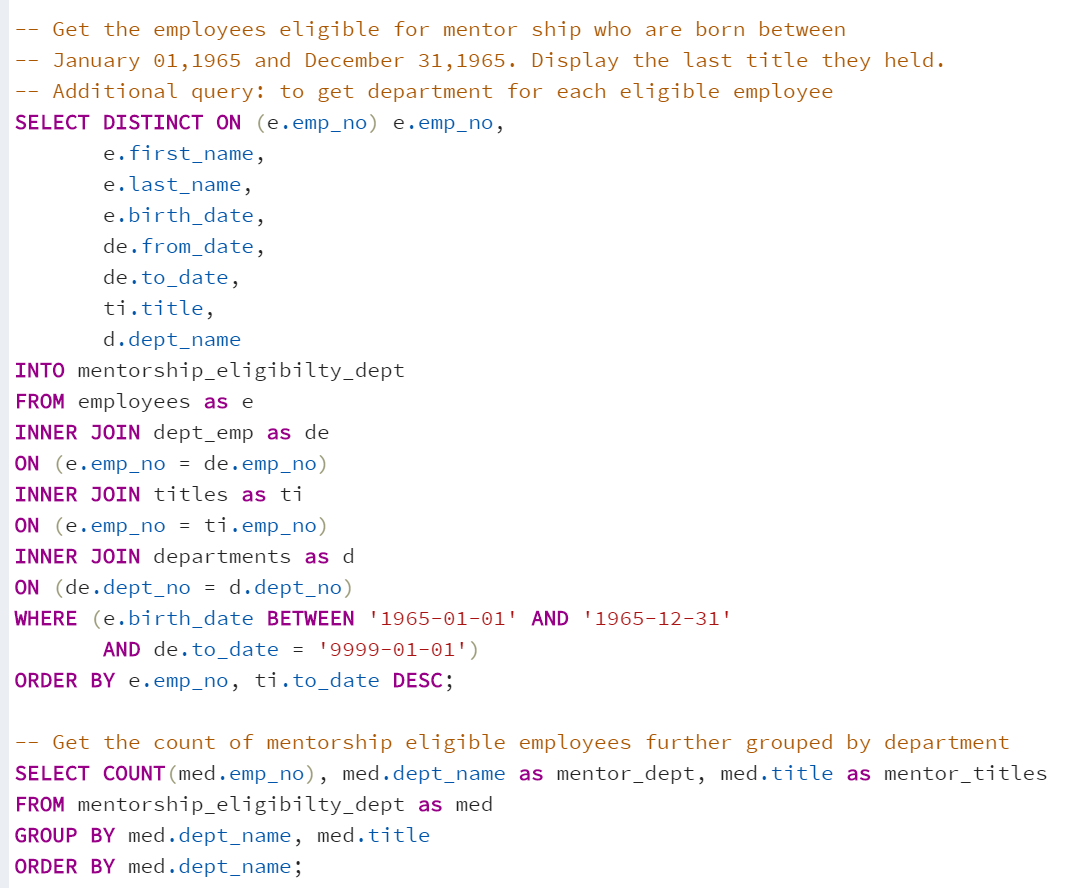 -- Get the employees eligible for mentor ship who are born between
-- January 01,1965 and December 31,1965. Display the last title they held.
-- Additional query: to get department for each eligible employee
SELECT DISTINCT ON (e.emp_no) e.emp_no,
       e.first_name,
       e.last_name,
       e.birth_date,
       de.from_date,
       de.to_date,
       ti.title,
       d.dept_name
INTO mentorship_eligibilty_dept
FROM employees as e
INNER JOIN dept_emp as de
ON (e.emp_no = de.emp_no)
INNER JOIN titles as ti
ON (e.emp_no = ti.emp_no)
INNER JOIN departments as d
ON (de.dept_no = d.dept_no)
WHERE (e.birth_date BETWEEN '1965-01-01' AND '1965-12-31'
       AND de.to_date = '9999-01-01')
ORDER BY e.emp_no, ti.to_date DESC;

-- Get the count of mentorship eligible employees further grouped by department
SELECT COUNT(med.emp_no), med.dept_name as mentor_dept, med.title as mentor_titles
FROM mentorship_eligibilty_dept as med
GROUP BY med.dept_name, med.title
ORDER BY med.dept_name;